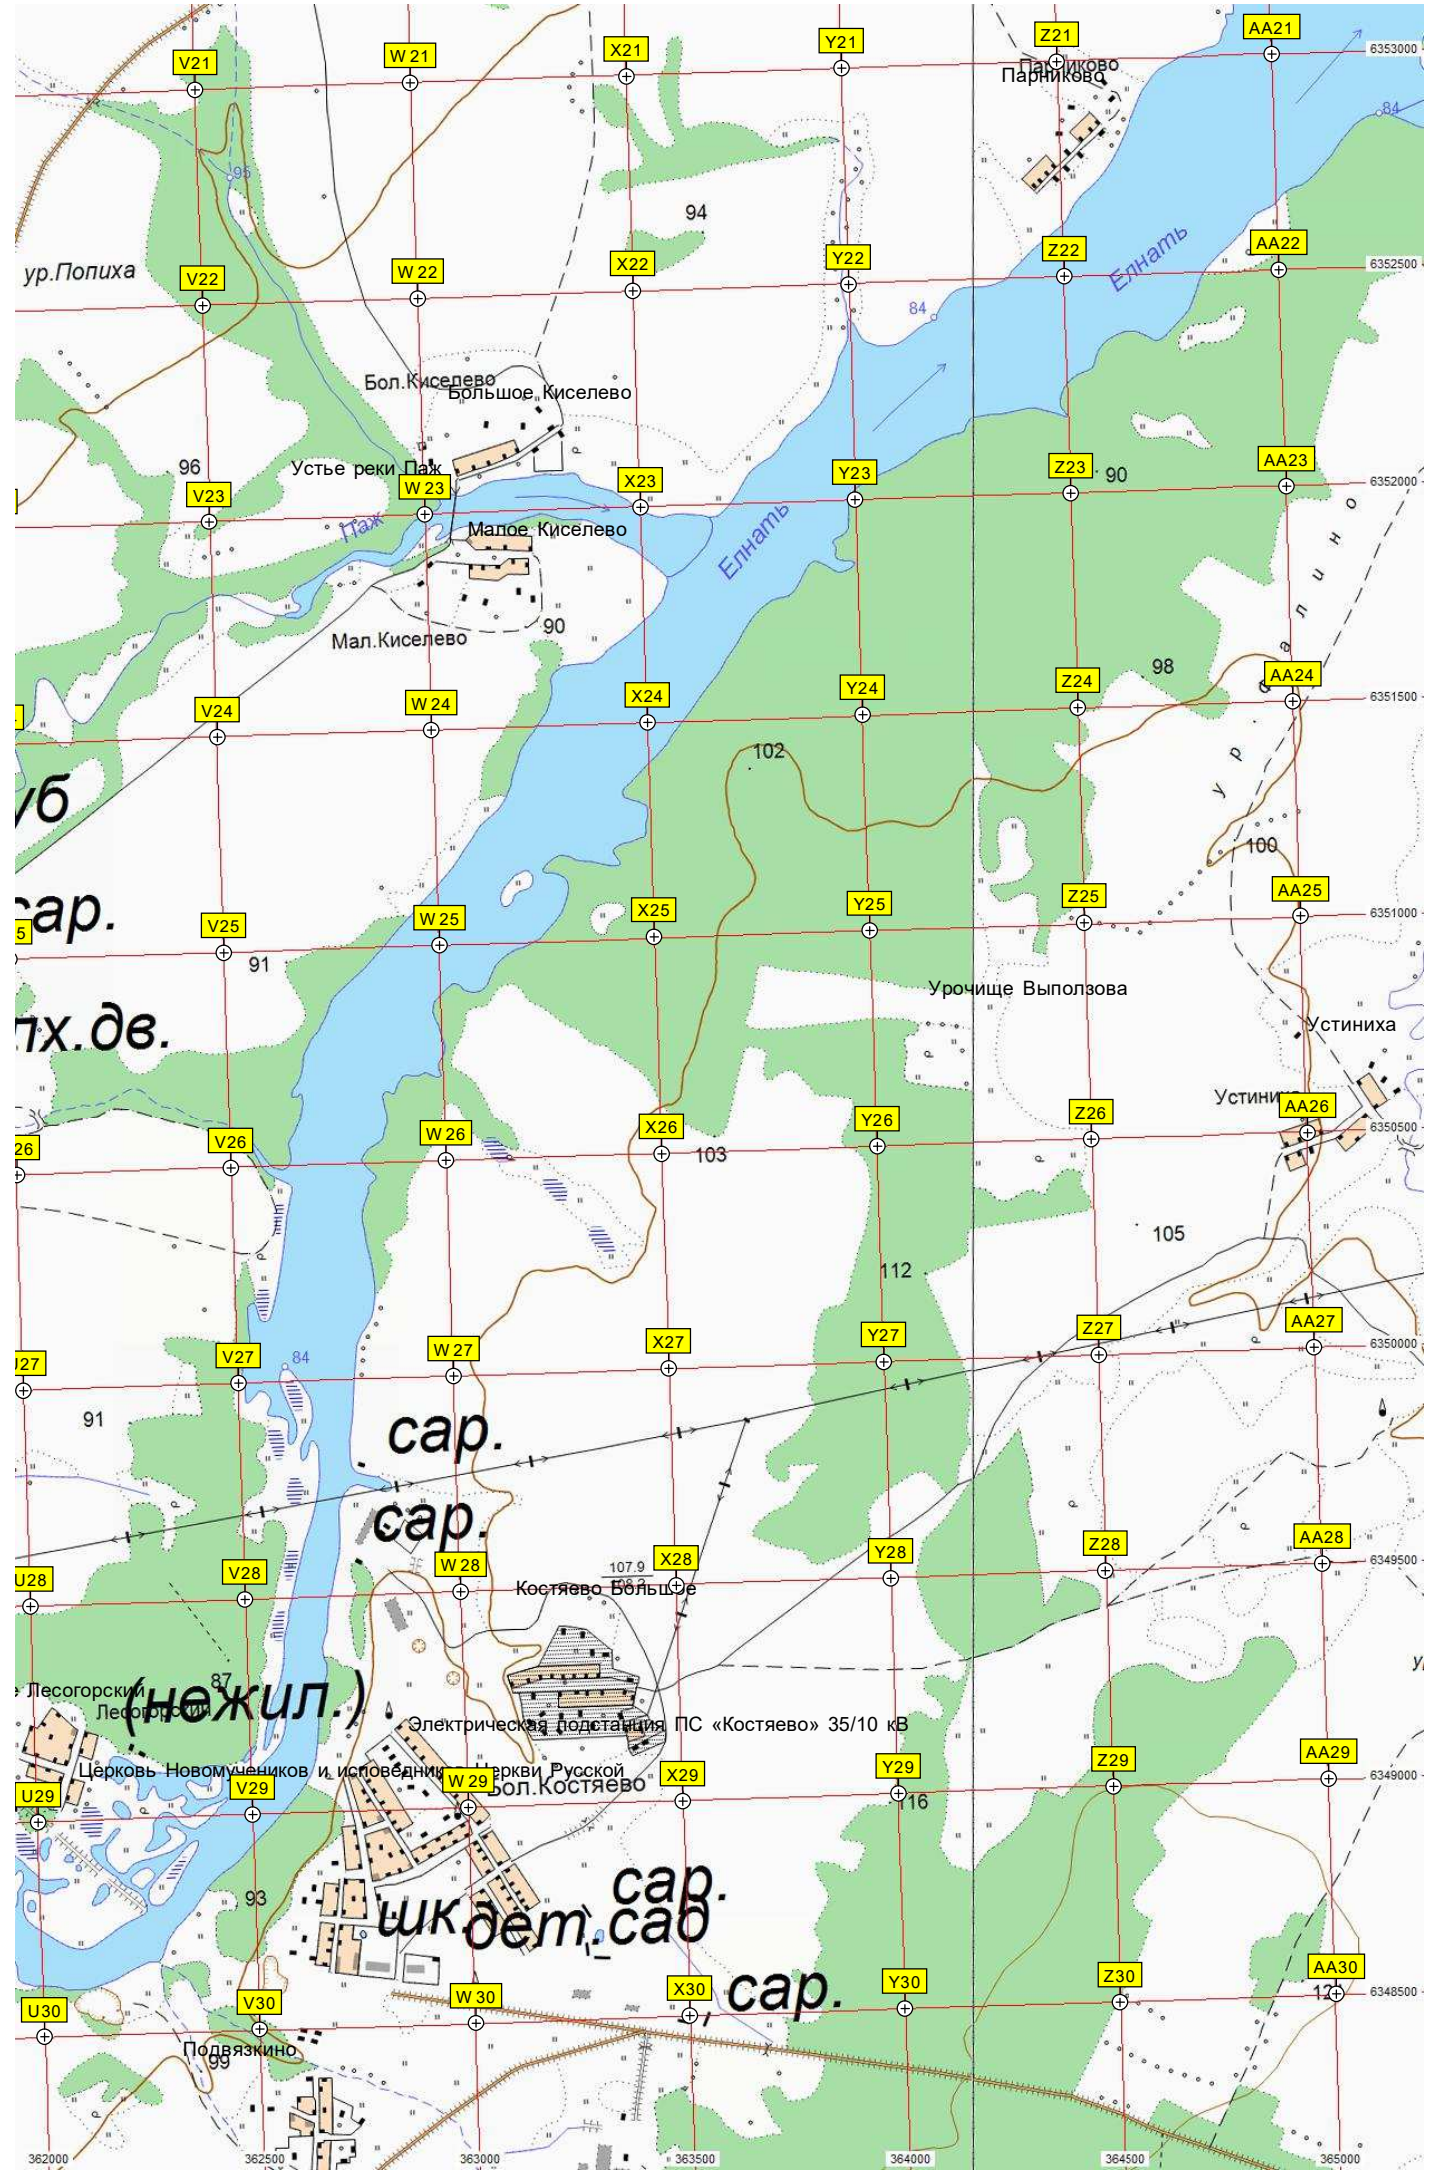 V21
W 21
X21
Y21
Z21
AA21
6353000
Парниково
Парниково
84
95
94
ур.Попиха
V22
W 22
X22
Y22
Z22
AA22
6352500
Елнать
84
Бол.Киселево
Большое Киселево
96
Устье реки Паж
V23
W 23
X23
Y23
Z23
90
AA23
6352000
Паж
Малое Киселево
Елнать
90
Мал.Киселево
98
V24
W 24
X24
Y24
Z24
AA24
6351500
102
100
сар.
V25
W 25
X25
Y25
Z25
AA25
6351000
91
Урочище Выползова
Устиниха
V26
W 26
X26
Y26
Z26
AA26
6350500
103
105
112
V27
W 27
X27
Y27
Z27
AA27
6350000
84
91
сар.
сар.
U28
V28
W 28
X28
Y28
Z28
AA28
6349500
107.9
Костяево Большое
87
Лесогорский
Лесогорский
(нежил.)
Электрическая подстанция ПС «Костяево» 35/10 кВ
Церковь Новомучеников и исповедников Церкви Русской
U29
V29
W 29
X29
Y29
Z29
AA29
6349000
Бол.Костяево
116
93
сар.
шк.
дет.сад
сар.
U30
V30
W 30
X30
Y30
Z30
AA30
6348500
Подвязкино
99
362000
362500
363000
363500
364000
364500
365000